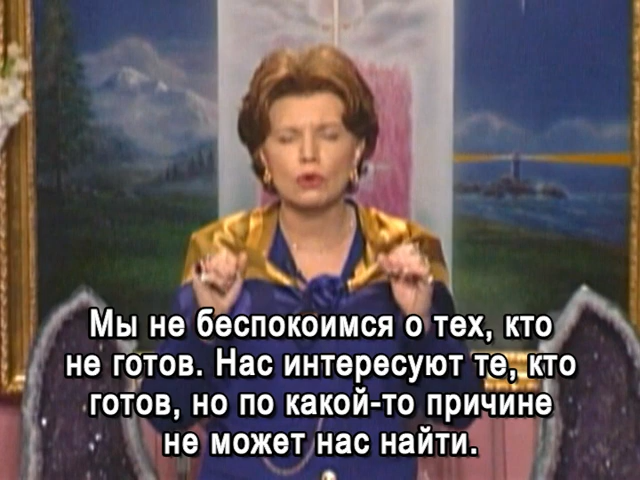 Мы не беспокоимся о тех, кто
не готов. Нас интересуют те, кто
готов, но по какой-то причине
не может нас найти.